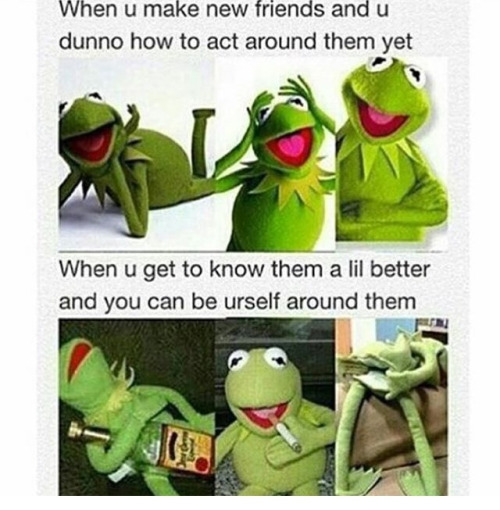 When u make new friends and u
dunno how to act around them yet
When u get to know them a lil better
and you can be urself around them